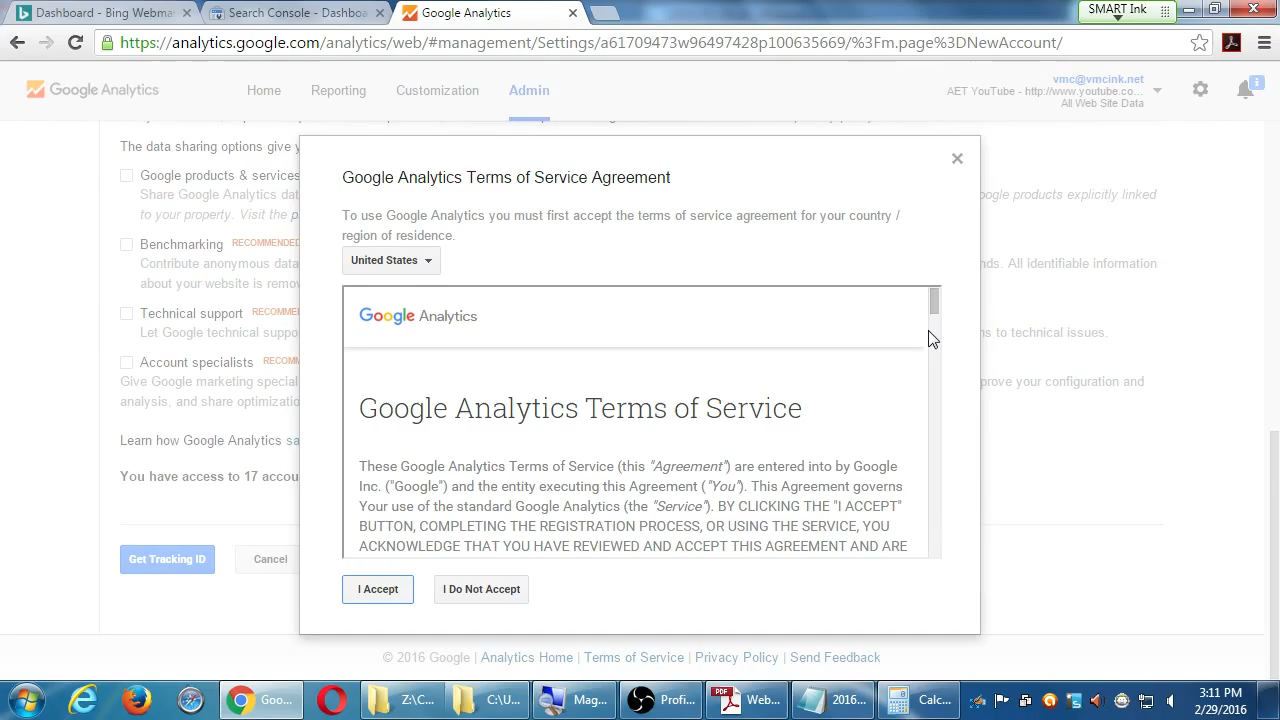 Dashboard - Bing Webma
Search Console - Dashboa
Google Analytics
SMART Ink
https://analytics.google.com/analytics/web/#management/Settings/a61709473w96497428p100635669/%3Fm.page%3DNewAccount/
Google Analytics
Home
Reporting
Customization
Admin
vmc@vmcink.net
AET YouTube - http://www.youtube.co...
All Web Site Data
The data sharing options give y
Google products & services
Share Google Analytics dat
oogle products explicitly linked
to your property. Visit the p
Benchmarking RECOMMENDED
Contribute anonymous data
nds. All identifiable information
about your website is remov
Technical support RECOMME
Let Google technical suppo
ns to technical issues.
Account specialists RECOMM
Give Google marketing special
prove your configuration and
analysis, and share optimizatio
Learn how Google Analytics sa
You have access to 17 accou
Get Tracking ID
Cancel
Google Analytics Terms of Service Agreement
To use Google Analytics you must first accept the terms of service agreement for your country /
region of residence.
United States
Google Analytics
Google Analytics Terms of Service
These Google Analytics Terms of Service (this "Agreement") are entered into by Google
Inc. ("Google") and the entity executing this Agreement ("You"). This Agreement governs
Your use of the standard Google Analytics (the "Service"). BY CLICKING THE "I ACCEPT"
BUTTON, COMPLETING THE REGISTRATION PROCESS, OR USING THE SERVICE, YOU
ACKNOWLEDGE THAT YOU HAVE REVIEWED AND ACCEPT THIS AGREEMENT AND ARE
I Accept
I Do Not Accept
© 2016 Google | Analytics Home | Terms of Service | Privacy Policy | Send Feedback
Goo...
Z:\C...
C:\U...
Mag...
Profi...
PDF
Web...
2016...
Calc...
3:11 PM
2/29/2016